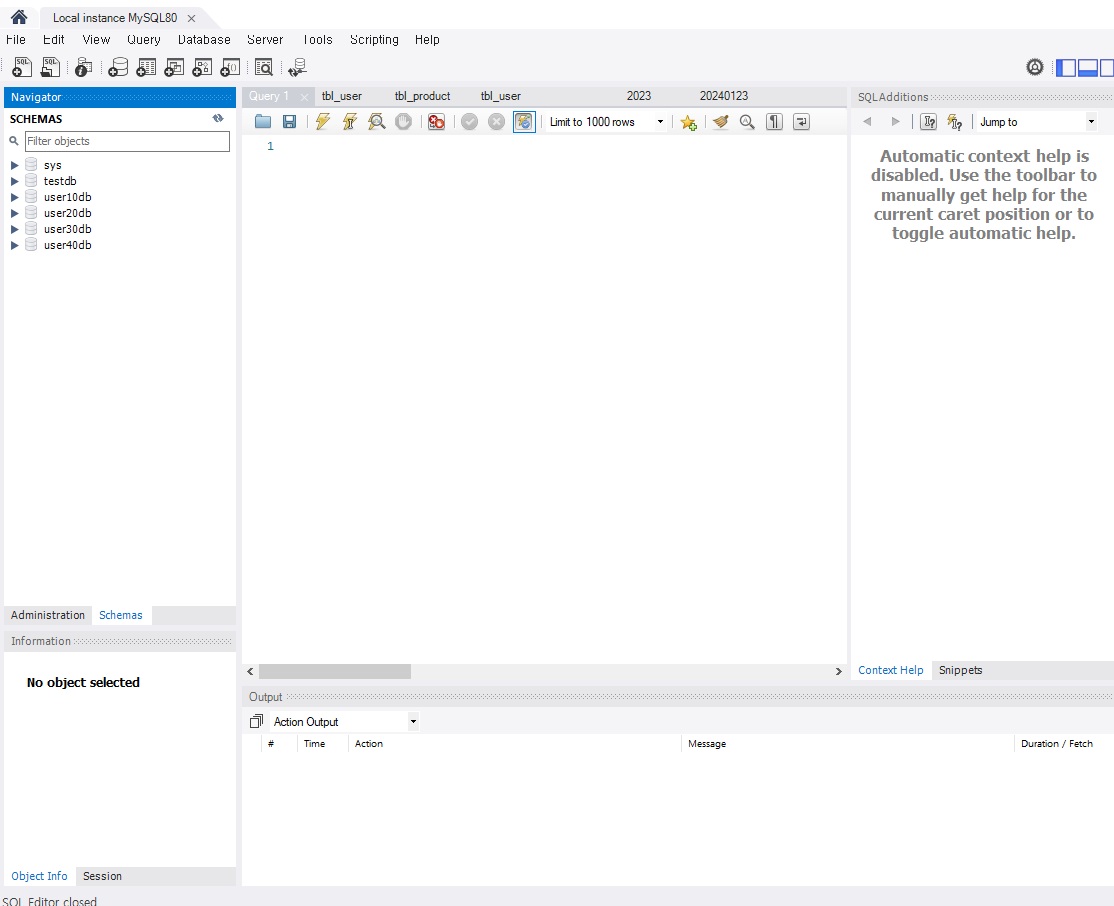 Local instance MySQL80
File Edit View Query Database Server Tools Scripting Help
Navigator
SCHEMAS
Filter objects
sys
testdb
user10db
user20db
user30db
user40db
Administration Schemas
Information
No object selected
Object Info Session
Query 1 tbl_user tbl_product tbl_user 2023 20240123
Limit to 1000 rows
1
SQLAdditions
Jump to
Automatic context help is
disabled. Use the toolbar to
manually get help for the
current caret position or to
toggle automatic help.
Context Help Snippets
Output
Action Output
# Time Action Message Duration / Fetch
SQL Editor closed